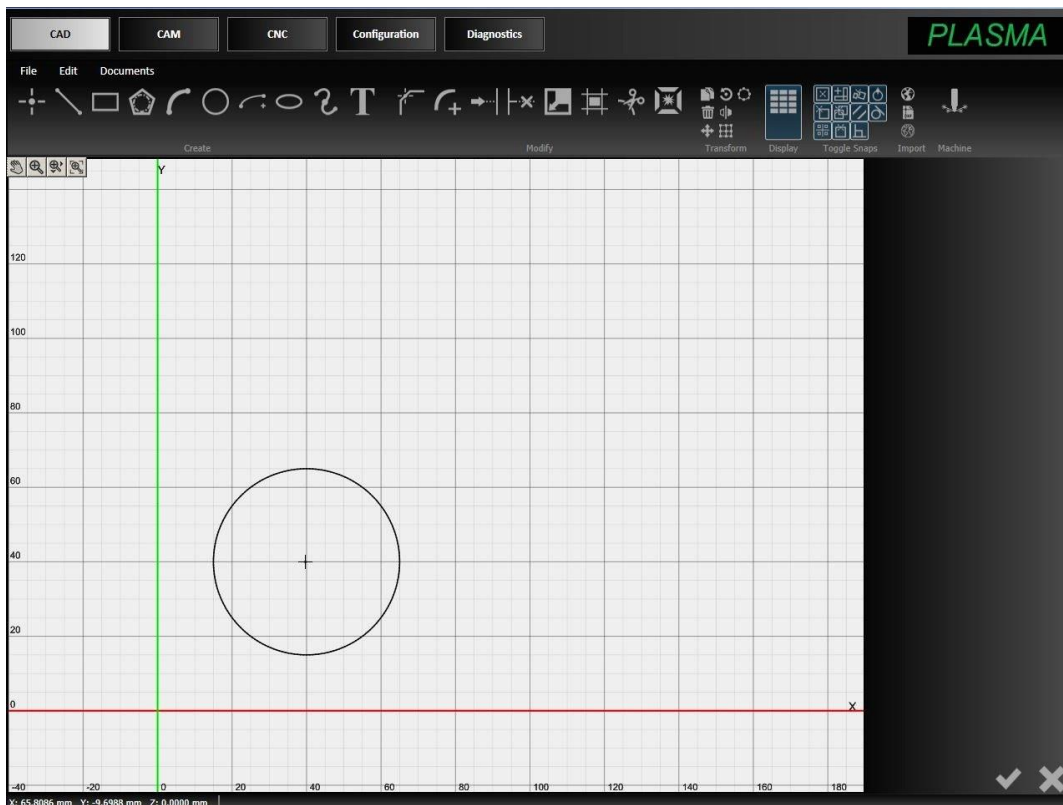 CAD CAM CNC Configuration Diagnostics PLASMA
File Edit Documents
T
Create Modify Transform Display Toggle Snaps Import Machine
Y
120
100
80
60
40
20
0 X
-40 -20 0 20 40 60 80 100 120 140 160 180
X: 65.8086 mm Y: -9.6988 mm Z: 0.0000 mm